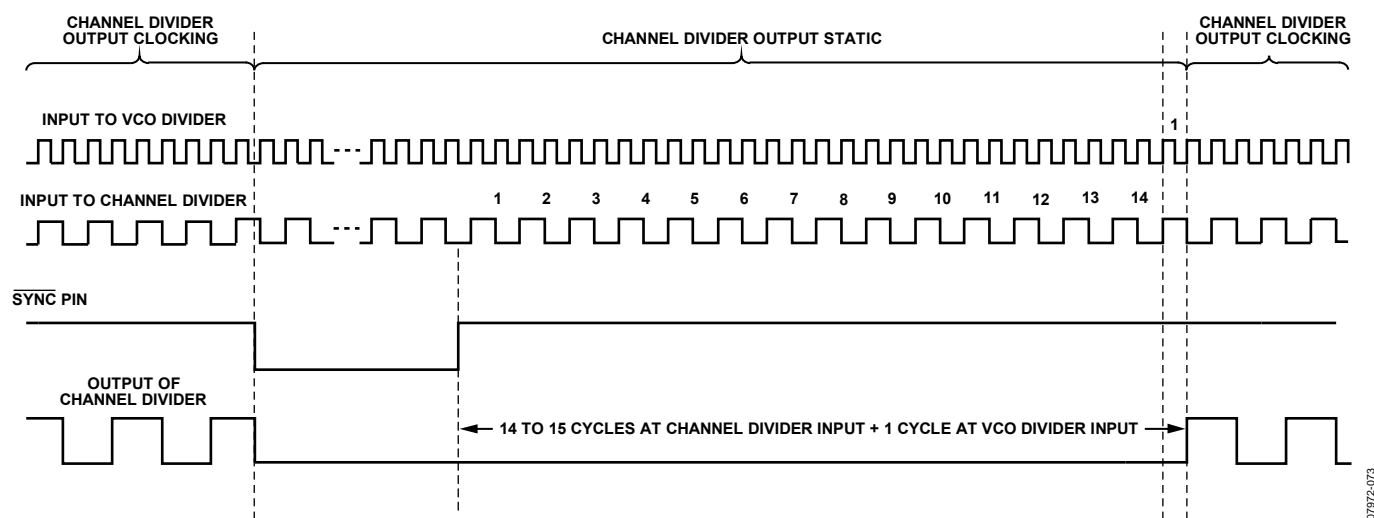 CHANNEL DIVIDER
OUTPUT CLOCKING
CHANNEL DIVIDER OUTPUT STATIC
CHANNEL DIVIDER
OUTPUT CLOCKING
INPUT TO VCO DIVIDER
1
INPUT TO CHANNEL DIVIDER
1 2 3 4 5 6 7 8 9 10 11 12 13 14
SYNC PIN
OUTPUT OF
CHANNEL DIVIDER
14 TO 15 CYCLES AT CHANNEL DIVIDER INPUT + 1 CYCLE AT VCO DIVIDER INPUT
07972-073